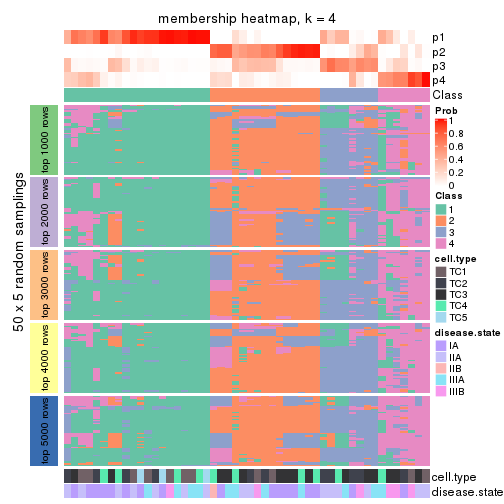 membership heatmap, k = 4
p1
p2
p3
p4
Class
50 x 5 random samplings
top 1000 rows
top 2000 rows
top 3000 rows
top 4000 rows
top 5000 rows
cell.type
disease.state
Prob
1
0.8
0.6
0.4
0.2
0
Class
1
2
3
4
cell.type
TC1
TC2
TC3
TC4
TC5
disease.state
IA
IIA
IIB
IIIA
IIIB